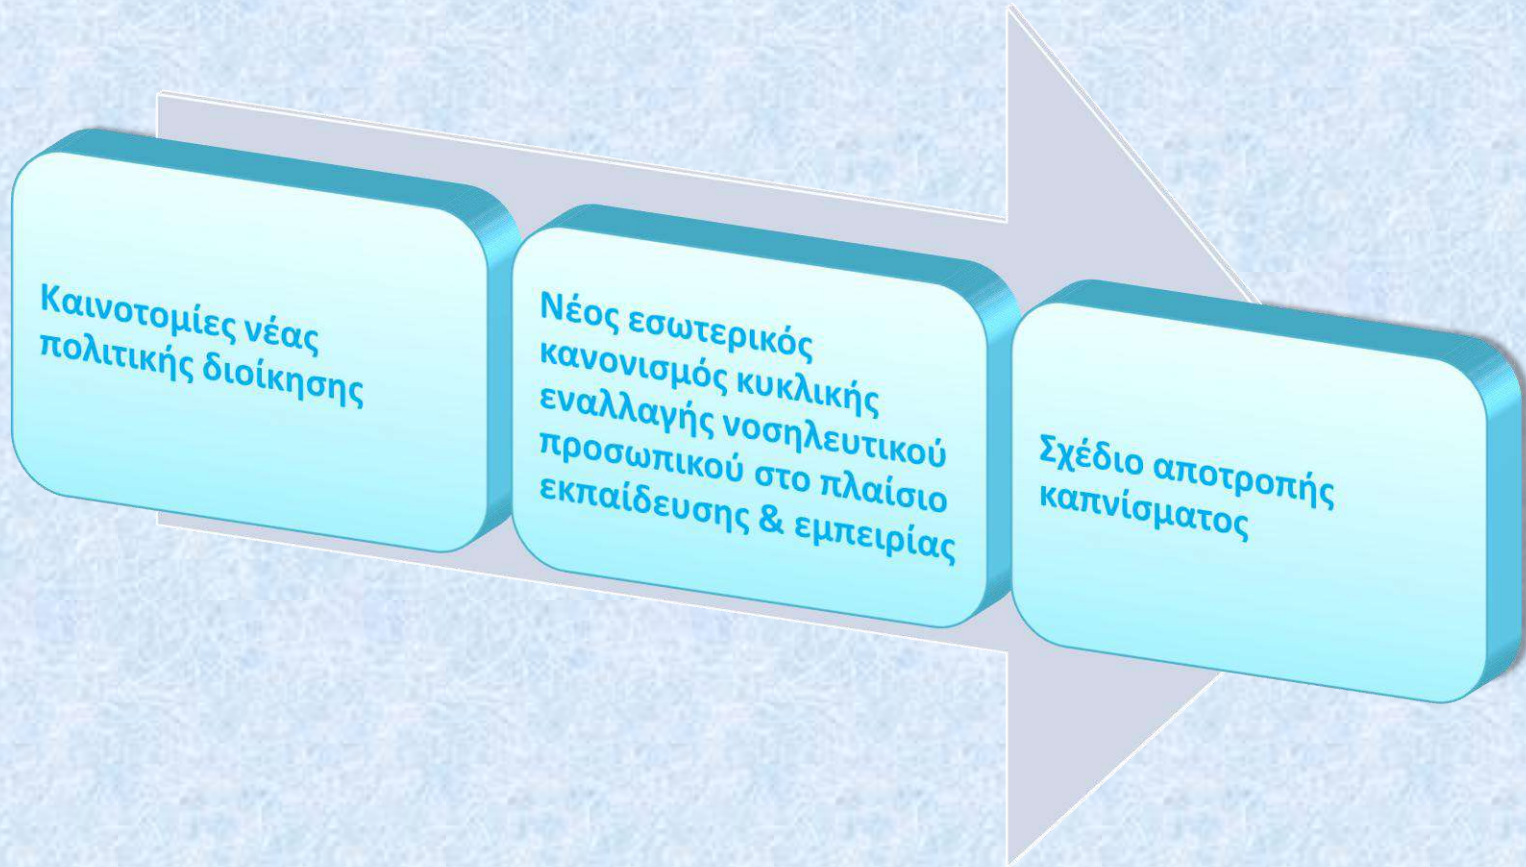 Καινοτομίες νέας
πολιτικής διοίκησης
Νέος εσωτερικός
κανονισμός κυκλικής
εναλλαγής νοσηλευτικού
προσωπικού στο πλαίσιο
εκπαίδευσης & εμπειρίας
Σχέδιο αποτροπής
καπνίσματος